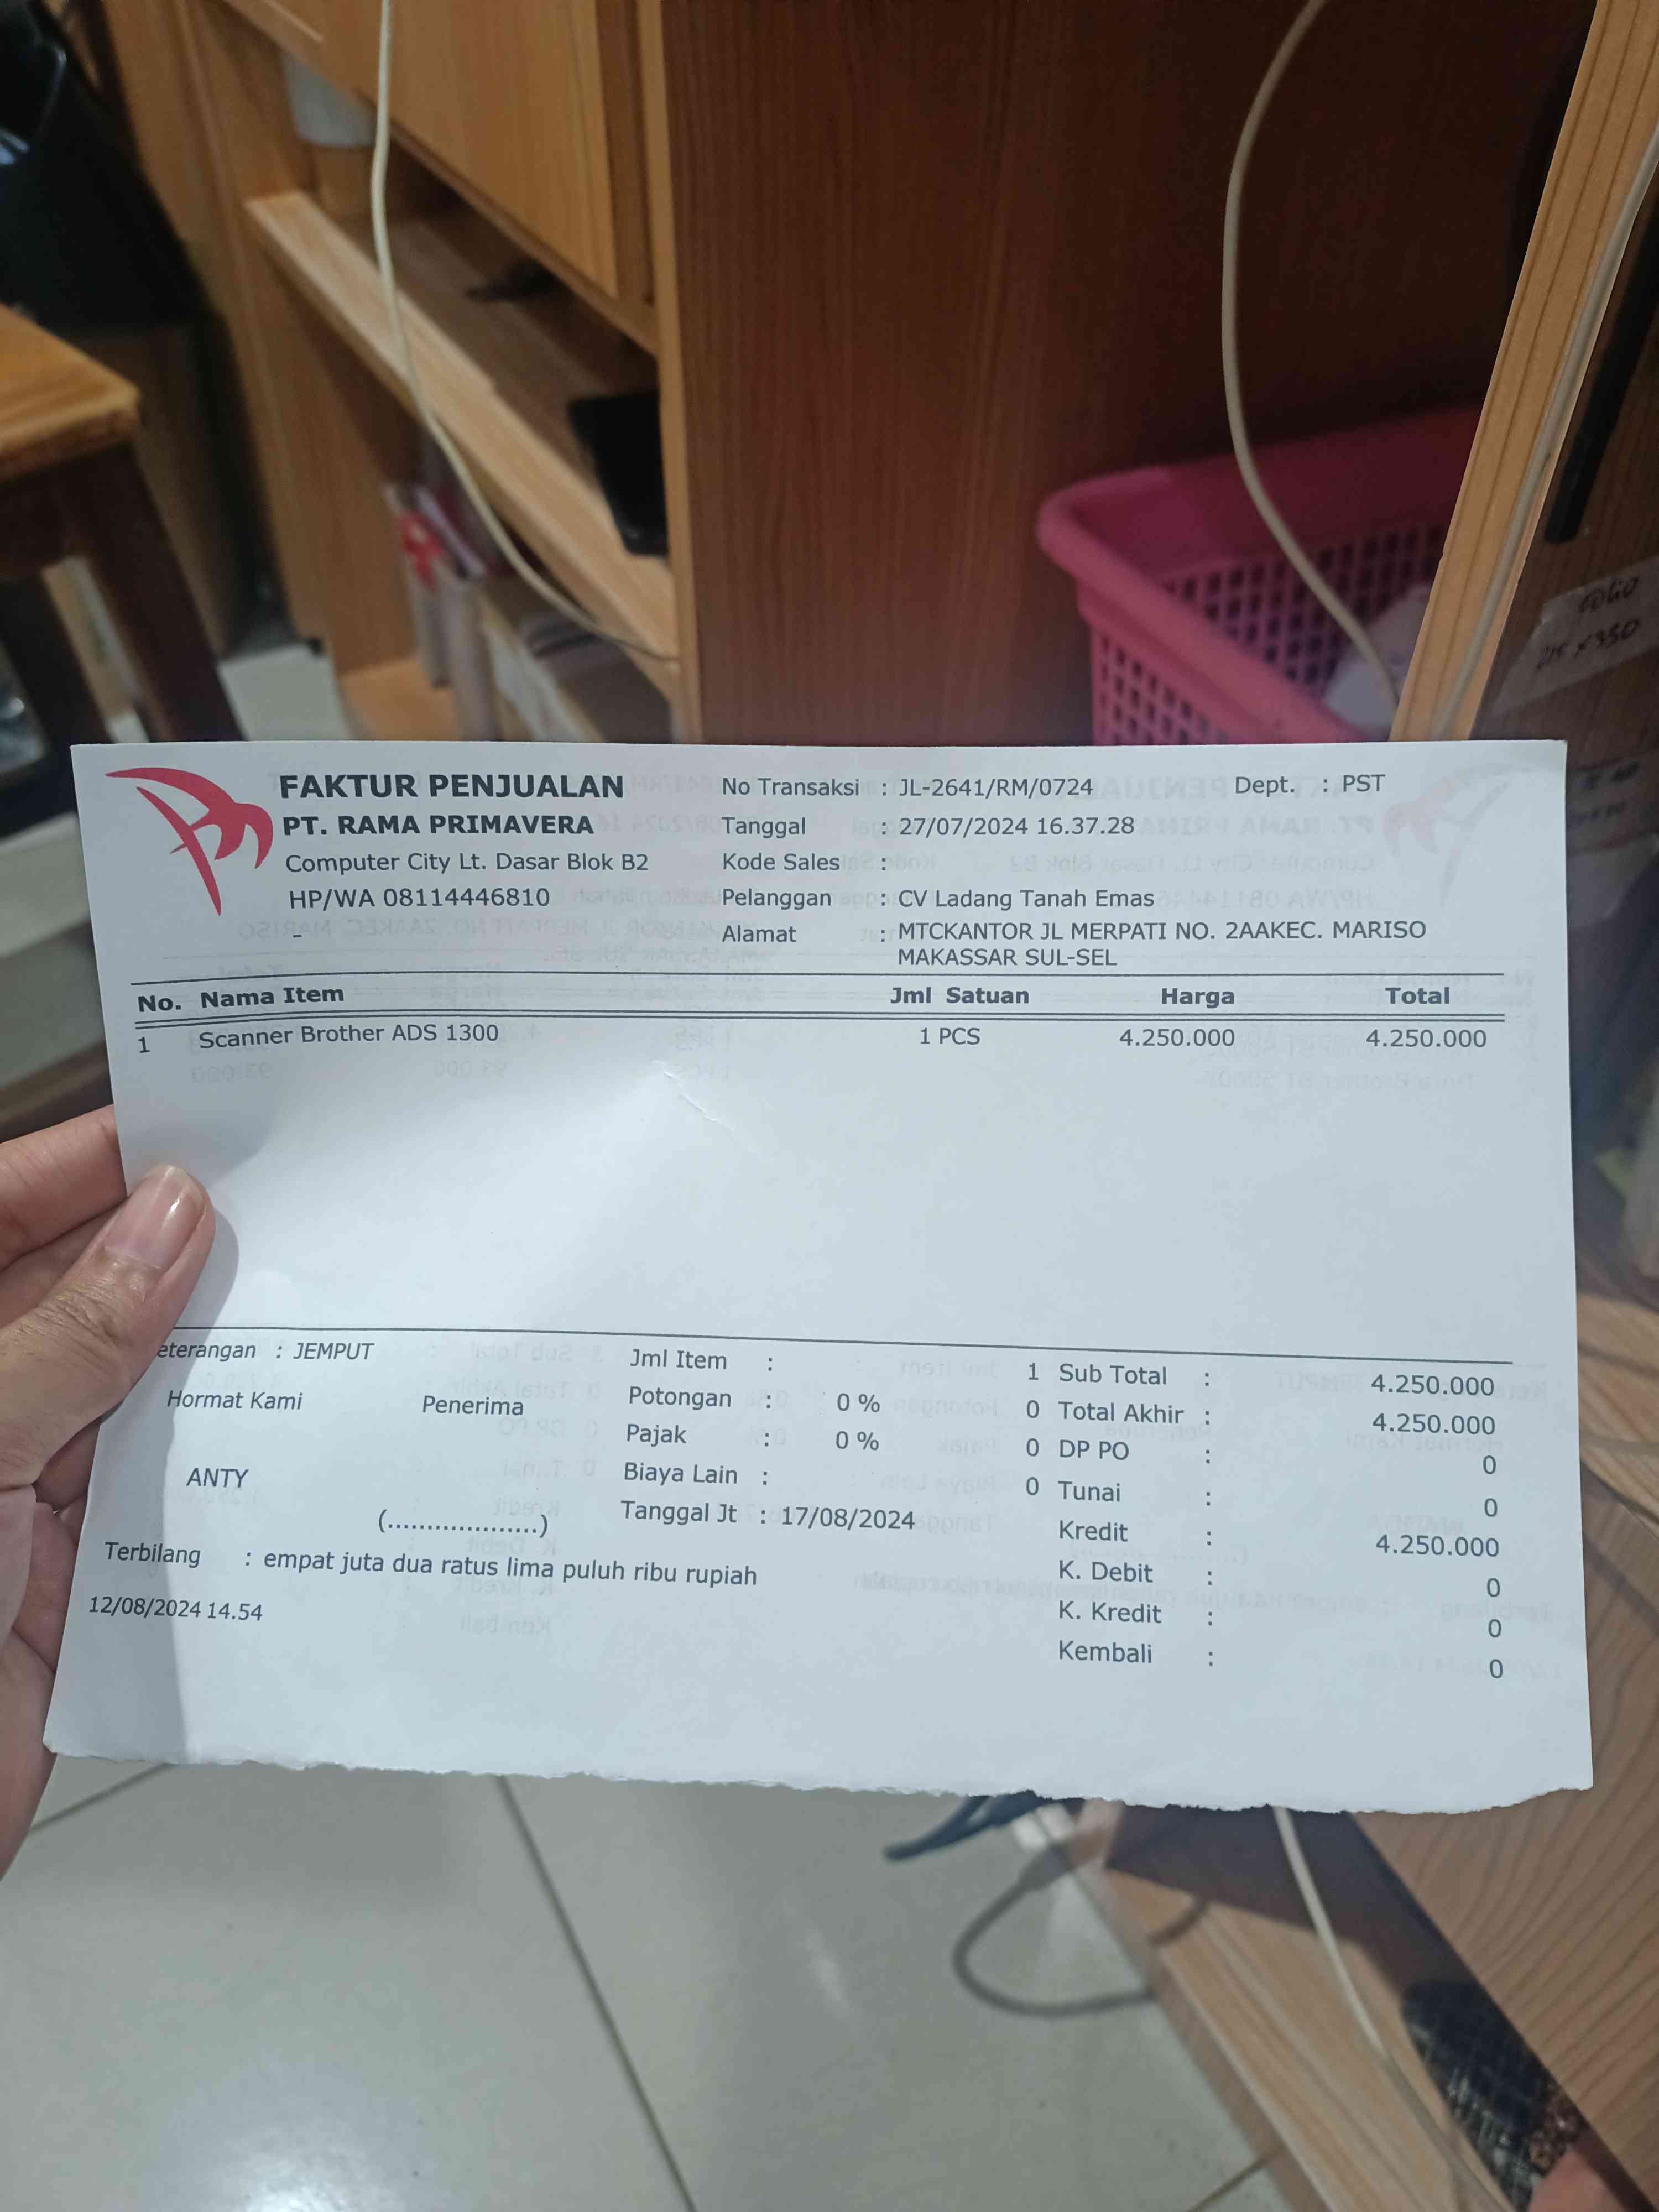 FAKTUR PENJUALAN
PT. RAMA PRIMAVERA
Computer City Lt. Dasar Blok B2
HP/WA 08114446810
-
No Transaksi : JL-2641/RM/0724 Dept. : PST
Tanggal : 27/07/2024 16.37.28
Kode Sales :
Pelanggan : CV Ladang Tanah Emas
Alamat : MTCKANTOR JL MERPATI NO. 2AAKEC. MARISO
MAKASSAR SUL-SEL
No. Nama Item Jml Satuan Harga Total
1 Scanner Brother ADS 1300 1 PCS 4.250.000 4.250.000
eterangan : JEMPUT
Hormat Kami Penerima
ANTY
(...................)
Jml Item : 1
Potongan : 0 % 0
Pajak : 0 % 0
Biaya Lain : 0
Tanggal Jt : 17/08/2024
Sub Total : 4.250.000
Total Akhir : 4.250.000
DP PO : 0
Tunai : 0
Kredit : 4.250.000
K. Debit : 0
K. Kredit : 0
Kembali : 0
Terbilang : empat juta dua ratus lima puluh ribu rupiah
12/08/2024 14.54